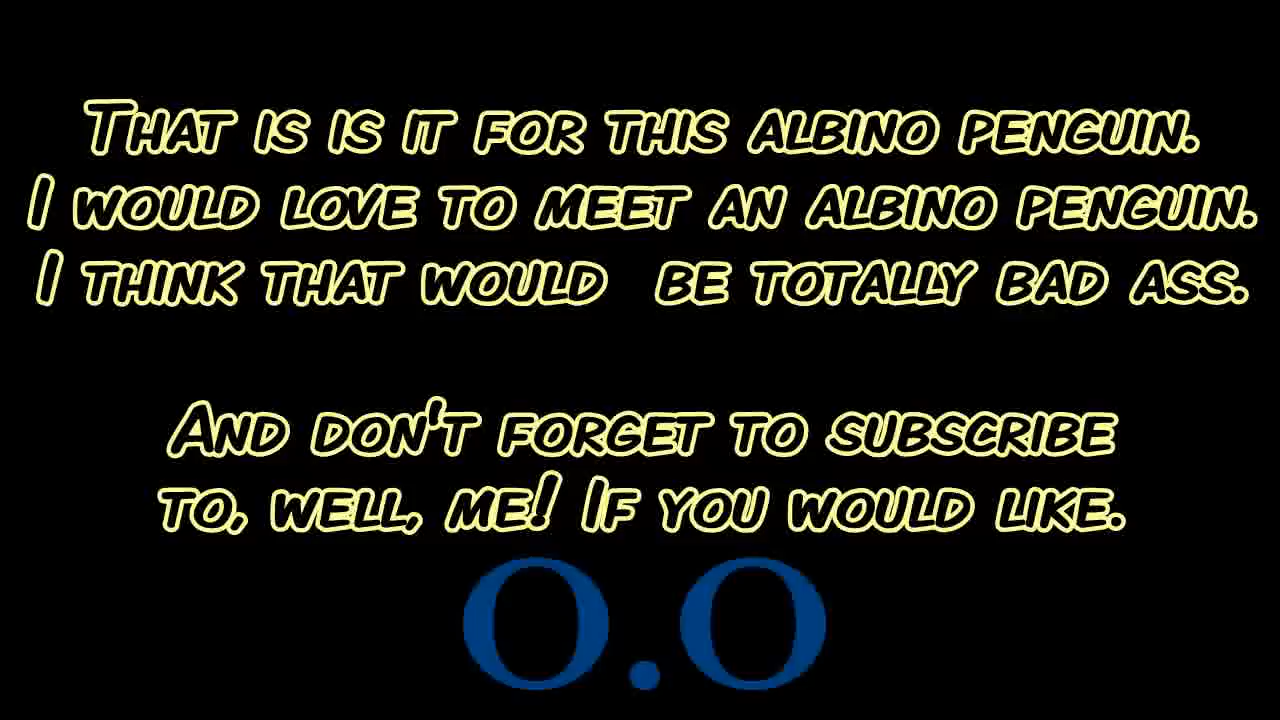 That is is it for this albino penguin.
I would love to meet an albino penguin.
I think that would be totally bad ass.
And don't forget to subscribe
to, well, me! If you would like.
O.O